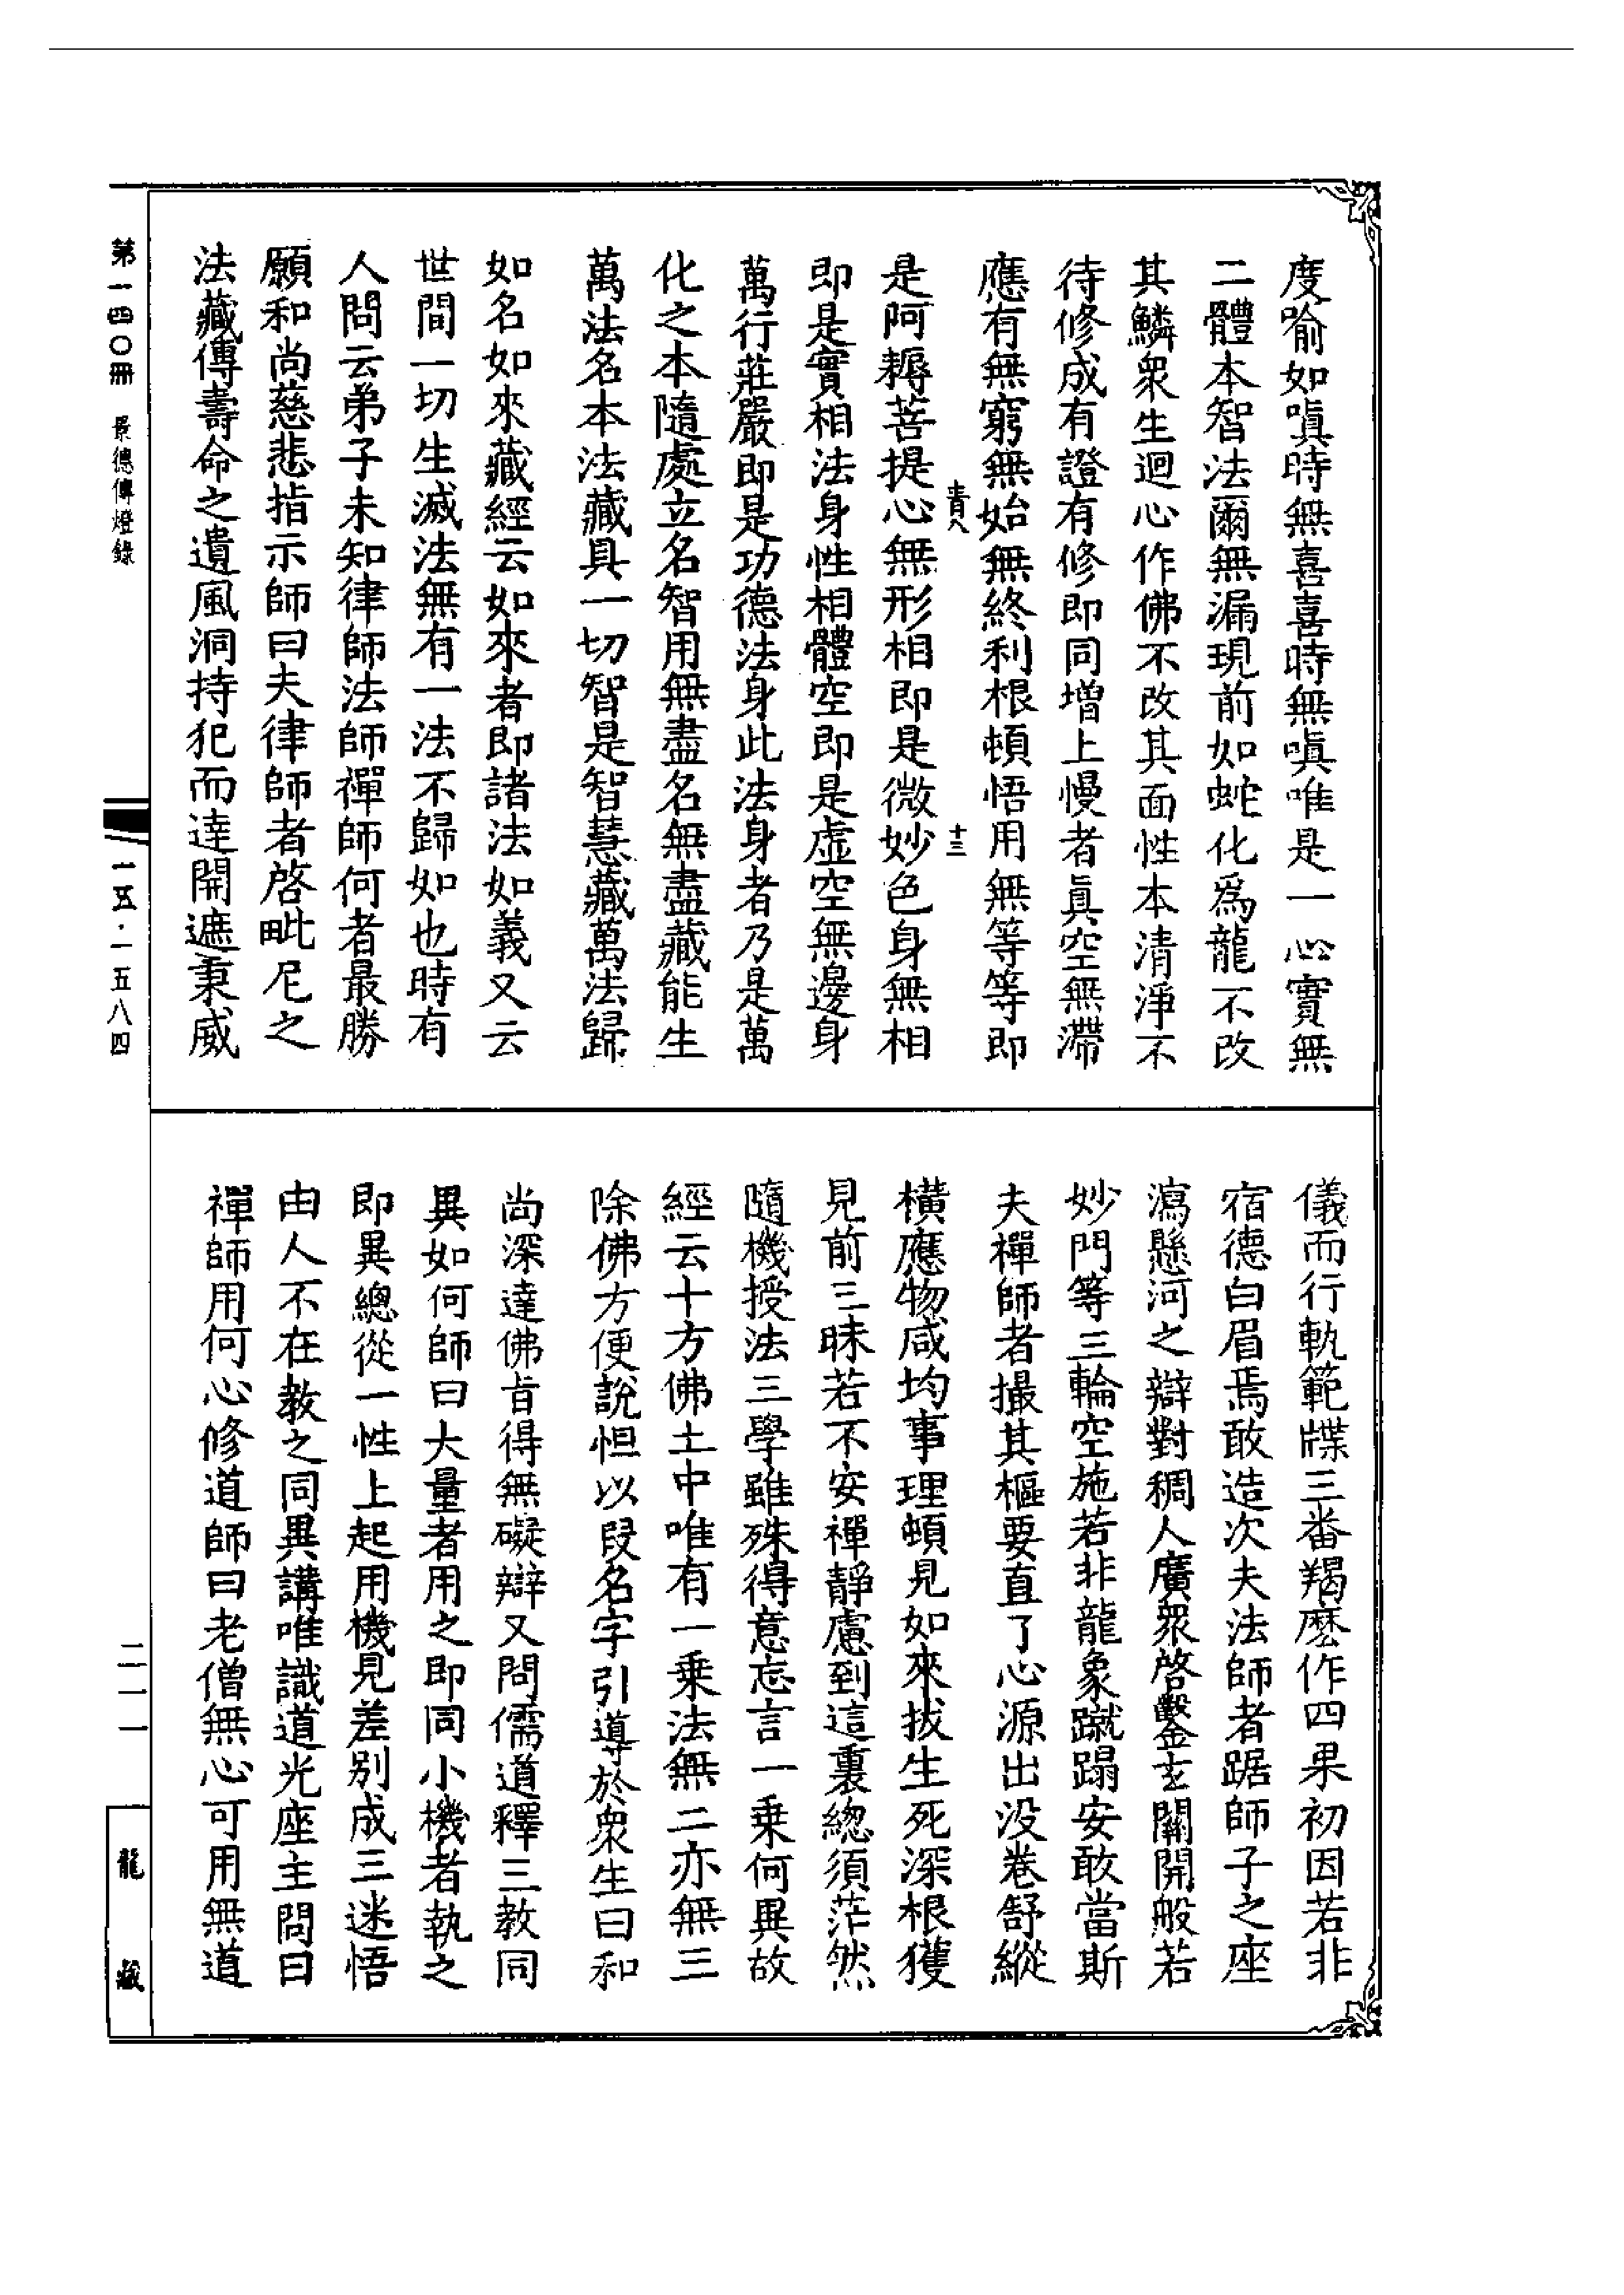 度喻如嗔時無喜喜時無嗔唯是一心實無
二體本智法爾無漏現前如蛇化爲龍不改
其鱗衆生迴心作佛不改其面性本清淨不
待修成有證有修即同增上慢者眞空無滯
應有無窮無始無終利根頓悟用無等等即
青八
十三
是阿耨菩提心無形相即是微妙色身無相
即是實相法身性相體空即是虛空無邊身
萬行莊嚴即是功德法身此法身者乃是萬
化之本隨處立名智用無盡名無盡藏能生
萬法名本法藏具一切智是智慧藏萬法歸
如名如來藏經云如來者即諸法如義又云
世間一切生滅法無有一法不歸如也時有
人問云弟子未知律師法師禪師何者最勝
願和尚慈悲指示師曰夫律師者啓毗尼之
法藏傳壽命之遺風洞持犯而達開遮秉威
儀而行軌範牒三番羯麽作四果初因若非
宿德白眉焉敢造次夫法師者踞師子之座
瀉懸河之辯對稠人廣衆啓鑿玄關開般若
妙門等三輪空施若非龍象蹴蹋安敢當斯
夫禪師者撮其樞要直了心源出没卷舒縱
橫應物咸均事理頓見如來拔生死深根獲
見前三昧若不安禪靜慮到這裏總須茫然
隨機授法三學雖殊得意忘言一乗何異故
經云十方佛土中唯有一乗法無二亦無三
除佛方便説但以叚名字引導於衆生曰和
尚深達佛旨得無礙辯又問儒道釋三教同
異如何師曰大量者用之即同小機者執之
即異總從一性上起用機見差别成三迷悟
由人不在教之同異講唯識道光座主問曰
禪師用何心修道師曰老僧無心可用無道
第一四〇冊 景德傳燈錄
一五·一五八四
二一一
龍藏